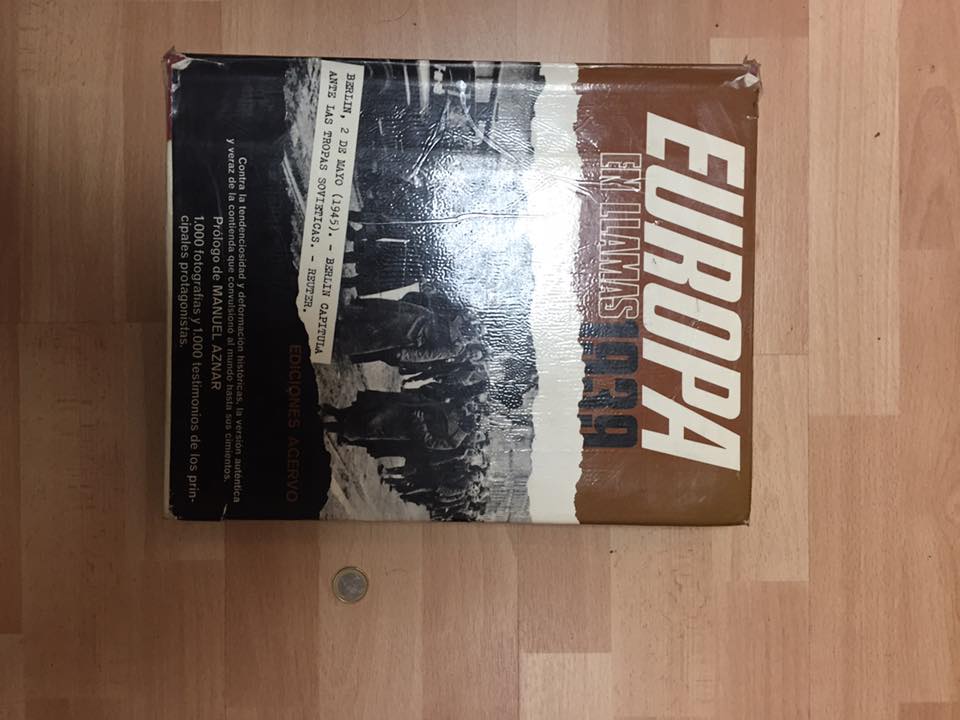 EUROPA
EN LLAMAS 1939
BERLIN, 2 DE MAYO (1945). - BERLIN CAPITULA
ANTE LAS TROPAS SOVIETICAS. - REUTER.
EDICIONES ACERVO
Contra la tendenciosidad y deformación históricas, la versión auténtica
y veraz de la contienda que convulsionó al mundo hasta sus cimientos.
Prólogo de MANUEL AZNAR
1.000 fotografías y 1.000 testimonios de los prin-
cipales protagonistas.